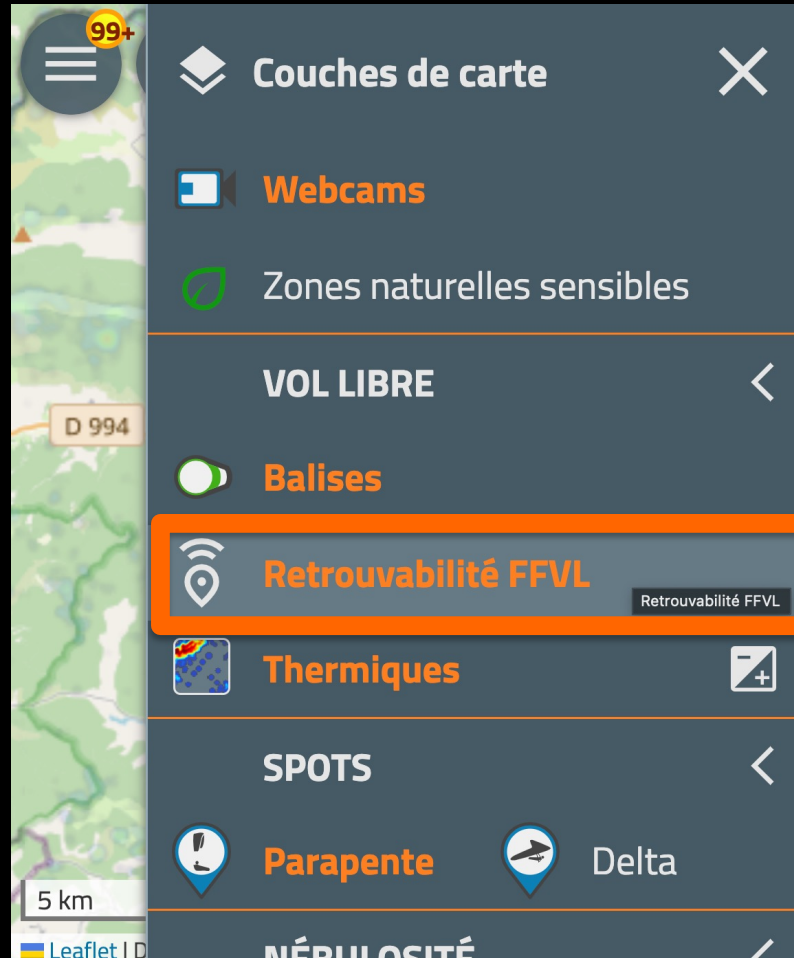 99+
Couches de carte
Webcams
Zones naturelles sensibles
VOL LIBRE
D 994
Balises
Retrouvabilité FFVL
Retrouvabilité FFVL
Thermiques
SPOTS
Parapente
Delta
5 km
NÉBULOSITÉ
Leaflet | D